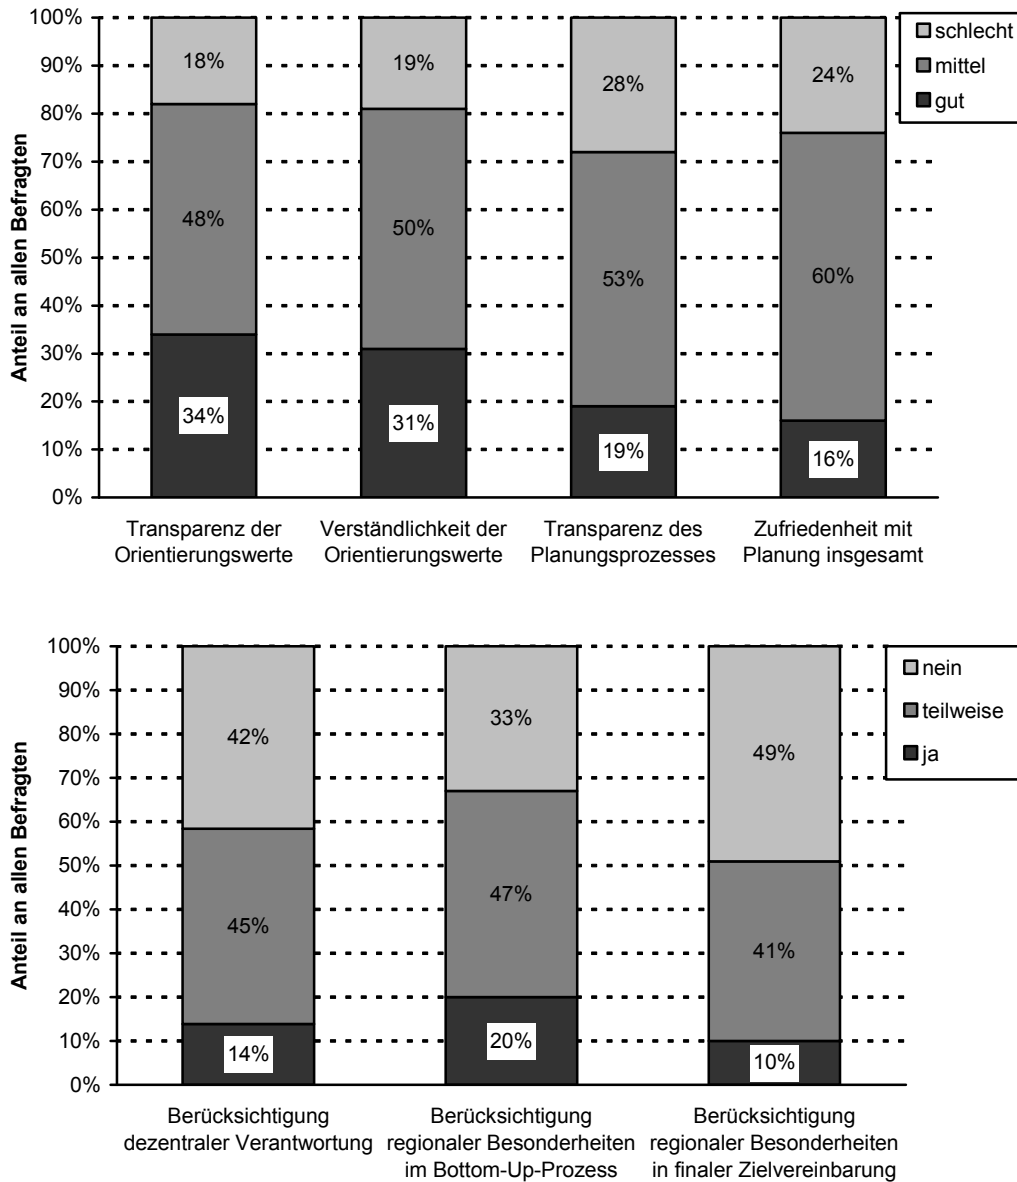 100%
90%
80%
70%
60%
50%
40%
30%
20%
10%
0%
Anteil an allen Befragten
18%
48%
34%
19%
50%
31%
28%
53%
19%
24%
60%
16%
schlecht
mittel
gut
Transparenz der
Orientierungswerte
Verständlichkeit der
Orientierungswerte
Transparenz des
Planungsprozesses
Zufriedenheit mit
Planung insgesamt
100%
90%
80%
70%
60%
50%
40%
30%
20%
10%
0%
Anteil an allen Befragten
42%
45%
14%
33%
47%
20%
49%
41%
10%
nein
teilweise
ja
Berücksichtigung
dezentraler Verantwortung
Berücksichtigung
regionaler Besonderheiten
im Bottom-Up-Prozess
Berücksichtigung
regionaler Besonderheiten
in finaler Zielvereinbarung